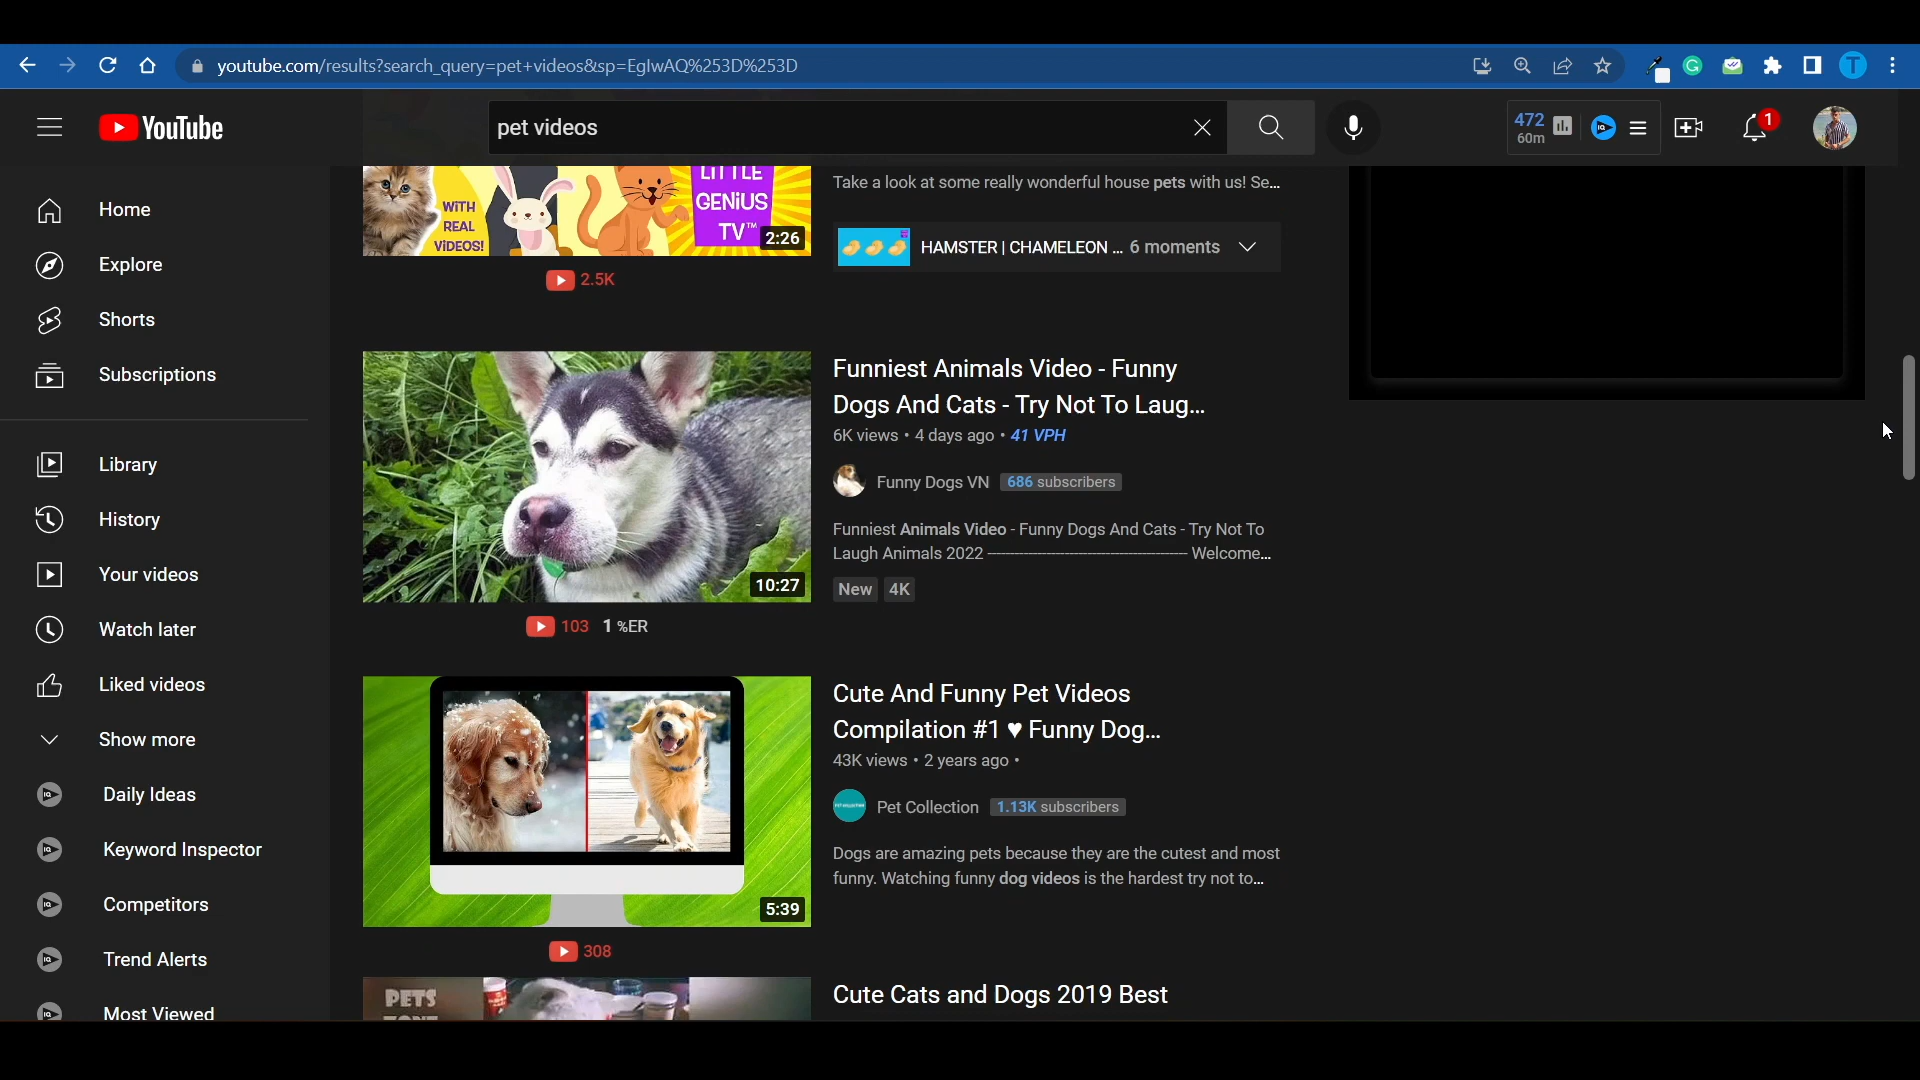 youtube.com/results?search_query=pet+videos&sp=EgIwAQ%253D%253D
T
YouTube
pet videos
472
60m
IQ
1
Home
Explore
Shorts
Subscriptions
Library
History
Your videos
Watch later
Liked videos
Show more
Daily Ideas
Keyword Inspector
Competitors
Trend Alerts
Most Viewed
WiTH
REAL
ViDEOS!
LITTLE
GENiUS
TV™
2:26
2.5K
Take a look at some really wonderful house pets with us! Se...
HAMSTER | CHAMELEON ... 6 moments
10:27
103 1 %ER
Funniest Animals Video - Funny
Dogs And Cats - Try Not To Laug...
6K views • 4 days ago • 41 VPH
Funny Dogs VN 686 subscribers
Funniest Animals Video - Funny Dogs And Cats - Try Not To
Laugh Animals 2022 ---------------------------------------- Welcome...
New 4K
5:39
308
Cute And Funny Pet Videos
Compilation #1 ♥ Funny Dog...
43K views • 2 years ago •
Pet Collection 1.13K subscribers
Dogs are amazing pets because they are the cutest and most
funny. Watching funny dog videos is the hardest try not to...
PETS
Cute Cats and Dogs 2019 Best